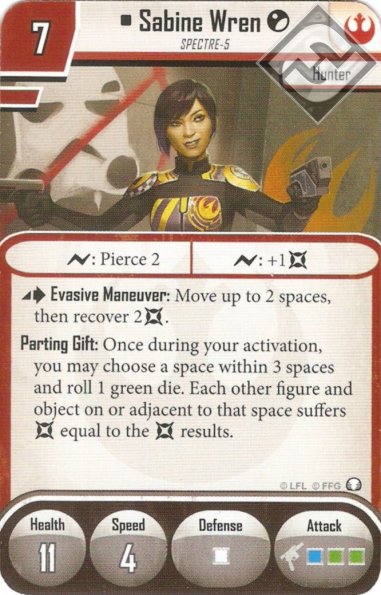 7
Sabine Wren
SPECTRE-5
Hunter
: Pierce 2
: +1
Evasive Maneuver: Move up to 2 spaces,
then recover 2 .
Parting Gift: Once during your activation,
you may choose a space within 3 spaces
and roll 1 green die. Each other figure and
object on or adjacent to that space suffers
equal to the results.
© LFL © FFG
Health
Speed
Defense
Attack
11
4